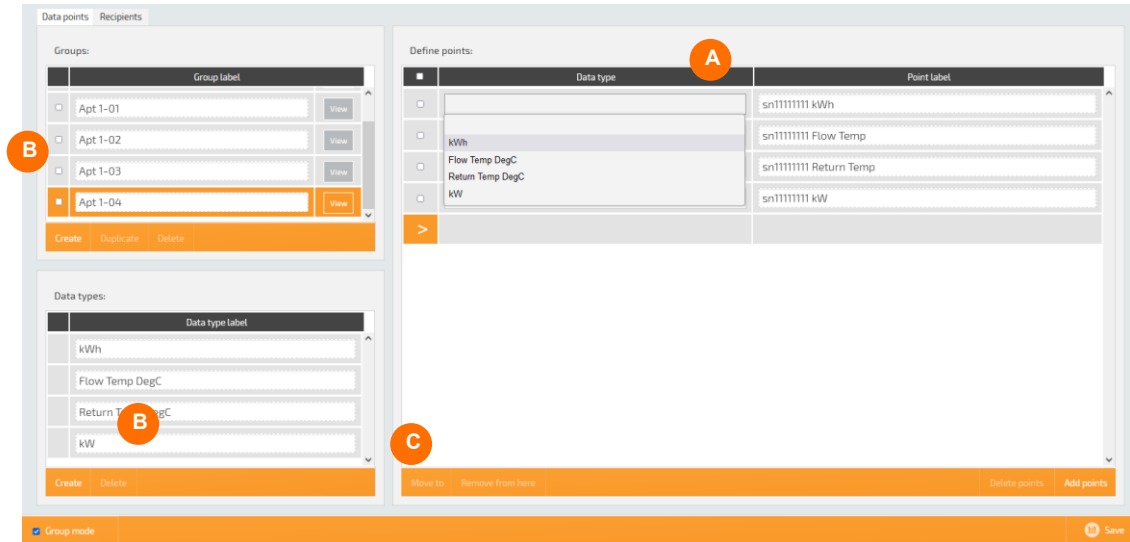 Data points Recipients
Groups:
Group label
Apt 1-01 View
Apt 1-02 View
B
Apt 1-03 View
Apt 1-04 View
Create Duplicate Delete
Data types:
Data type label
kWh
Flow Temp DegC
Return T egC
B
kW
Create Delete
Define points:
A
Data type Point label
sn11111111 kWh
sn11111111 Flow Temp
sn11111111 Return Temp
sn11111111 kW
kWh
Flow Temp DegC
Return Temp DegC
kW
>
C
Move to Remove from here Delete points Add points
Group mode Save